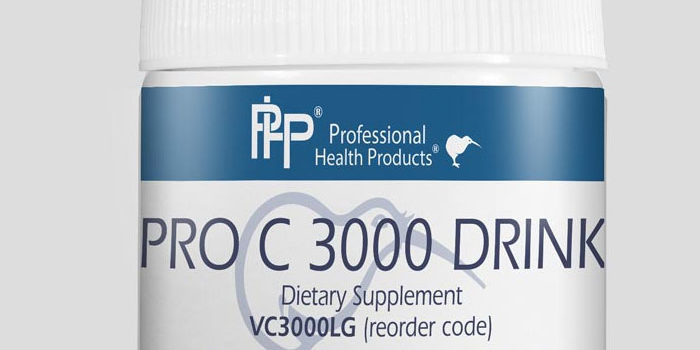 PHP®
Professional
Health Products®
PRO C 3000 DRINK
Dietary Supplement
VC3000LG (reorder code)